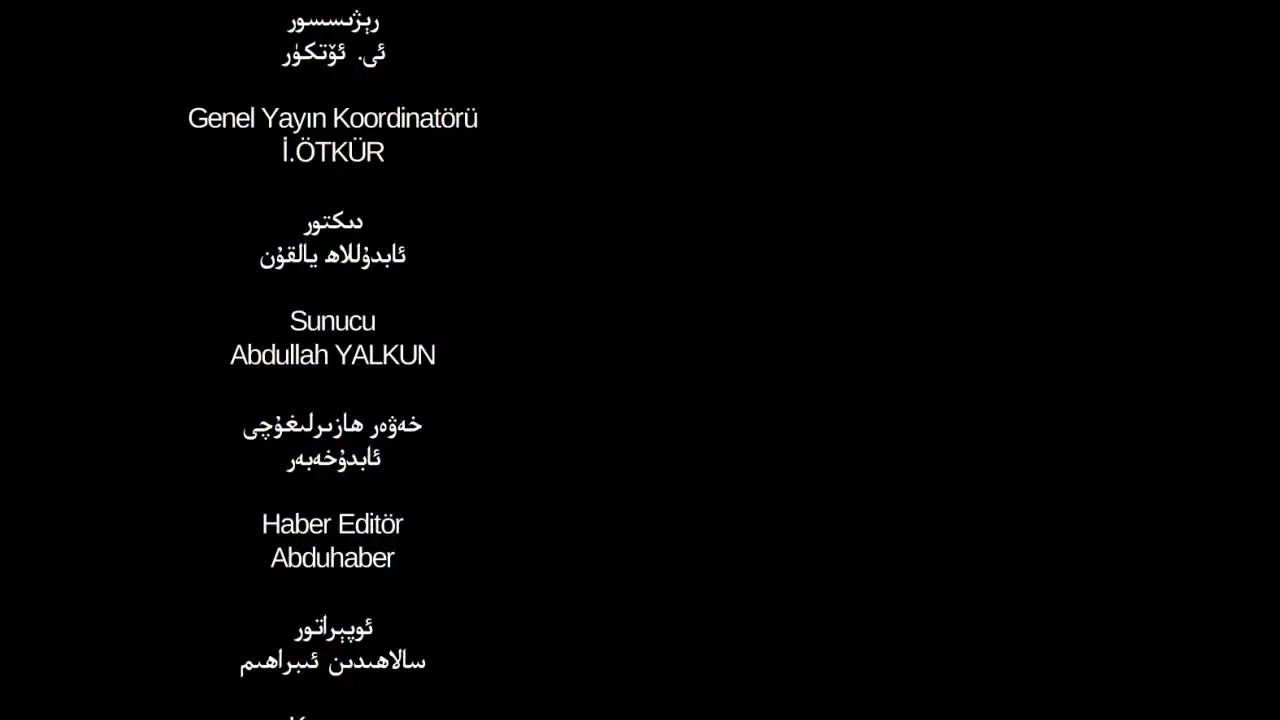 رېژىسسور
ئى. ئۆتكۈر
Genel Yayın Koordinatörü
İ.ÖTKÜR
دىكتور
ئابدۇللاھ يالقۇن
Sunucu
Abdullah YALKUN
خەۋەر ھازىرلىغۇچى
ئابدۇخەبەر
Haber Editör
Abduhaber
ئوپېراتور
سالاھىدىن ئىبراھىم